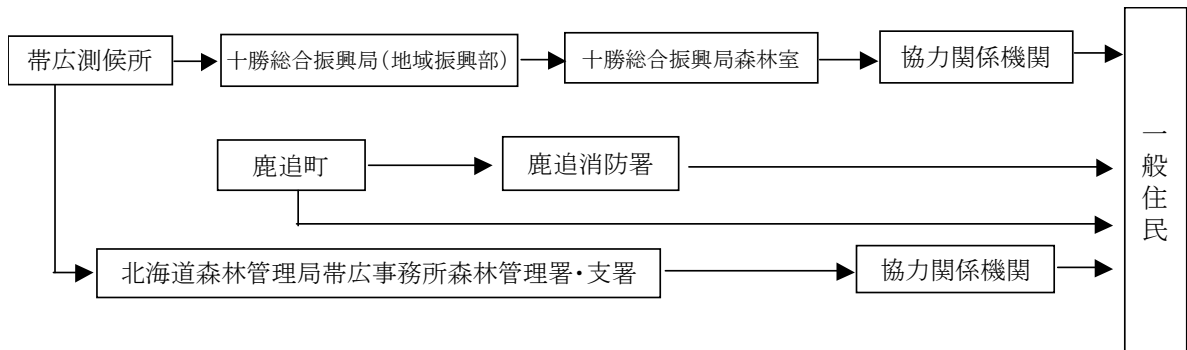 帯広測候所
十勝総合振興局(地域振興部)
十勝総合振興局森林室
協力関係機関
一般住民
鹿追町
鹿追消防署
北海道森林管理局帯広事務所森林管理署・支署
協力関係機関